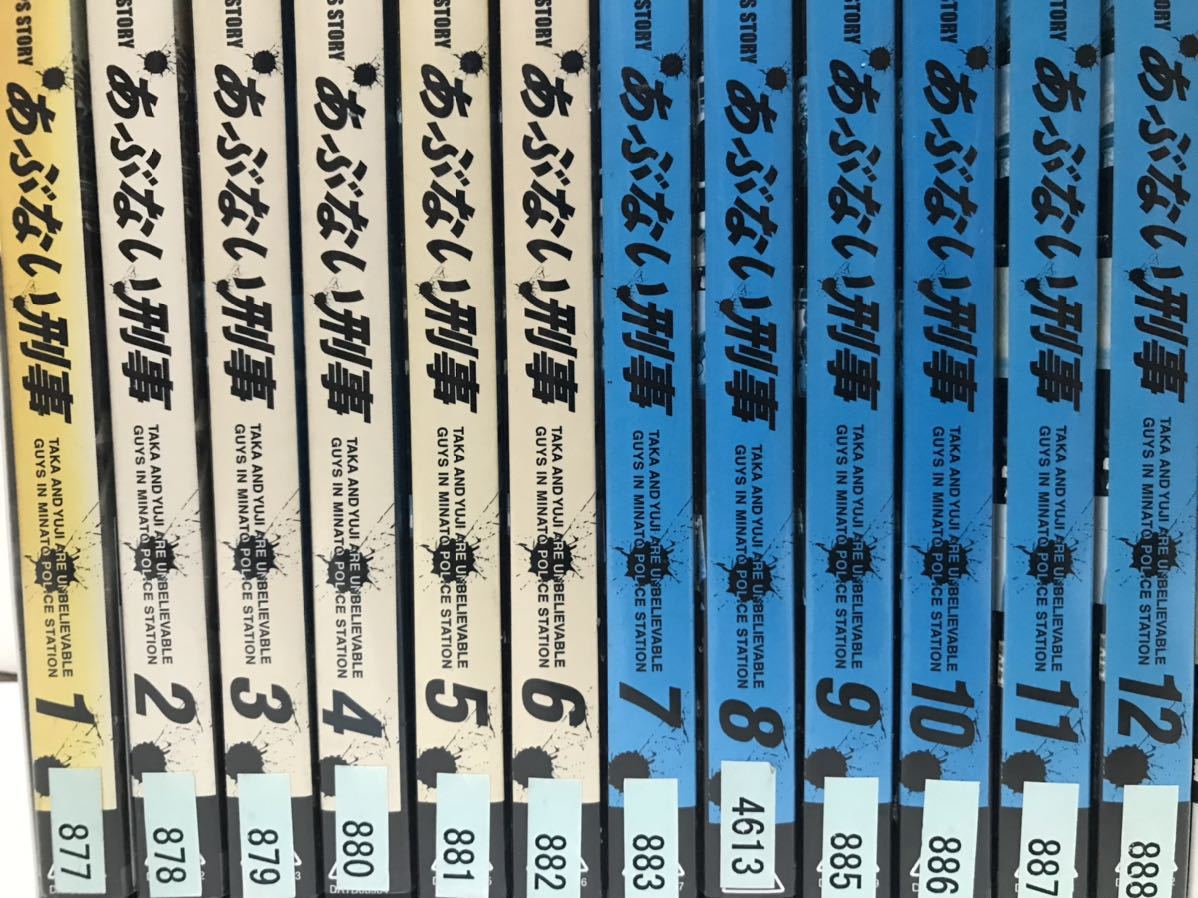 S STORY
あぶない刑事
TAKA AND YUJI ARE UNBELIEVABLE
GUYS IN MINATO POLICE STATION
1
877
S STORY
あぶない刑事
TAKA AND YUJI ARE UNBELIEVABLE
GUYS IN MINATO POLICE STATION
2
878
S STORY
あぶない刑事
TAKA AND YUJI ARE UNBELIEVABLE
GUYS IN MINATO POLICE STATION
3
879
S STORY
あぶない刑事
TAKA AND YUJI ARE UNBELIEVABLE
GUYS IN MINATO POLICE STATION
4
880
S STORY
あぶない刑事
TAKA AND YUJI ARE UNBELIEVABLE
GUYS IN MINATO POLICE STATION
5
881
S STORY
あぶない刑事
TAKA AND YUJI ARE UNBELIEVABLE
GUYS IN MINATO POLICE STATION
6
882
S STORY
あぶない刑事
TAKA AND YUJI ARE UNBELIEVABLE
GUYS IN MINATO POLICE STATION
7
883
S STORY
あぶない刑事
TAKA AND YUJI ARE UNBELIEVABLE
GUYS IN MINATO POLICE STATION
8
4613
S STORY
あぶない刑事
TAKA AND YUJI ARE UNBELIEVABLE
GUYS IN MINATO POLICE STATION
9
885
S STORY
あぶない刑事
TAKA AND YUJI ARE UNBELIEVABLE
GUYS IN MINATO POLICE STATION
10
886
S STORY
あぶない刑事
TAKA AND YUJI ARE UNBELIEVABLE
GUYS IN MINATO POLICE STATION
11
887
S STORY
あぶない刑事
TAKA AND YUJI ARE UNBELIEVABLE
GUYS IN MINATO POLICE STATION
12
888